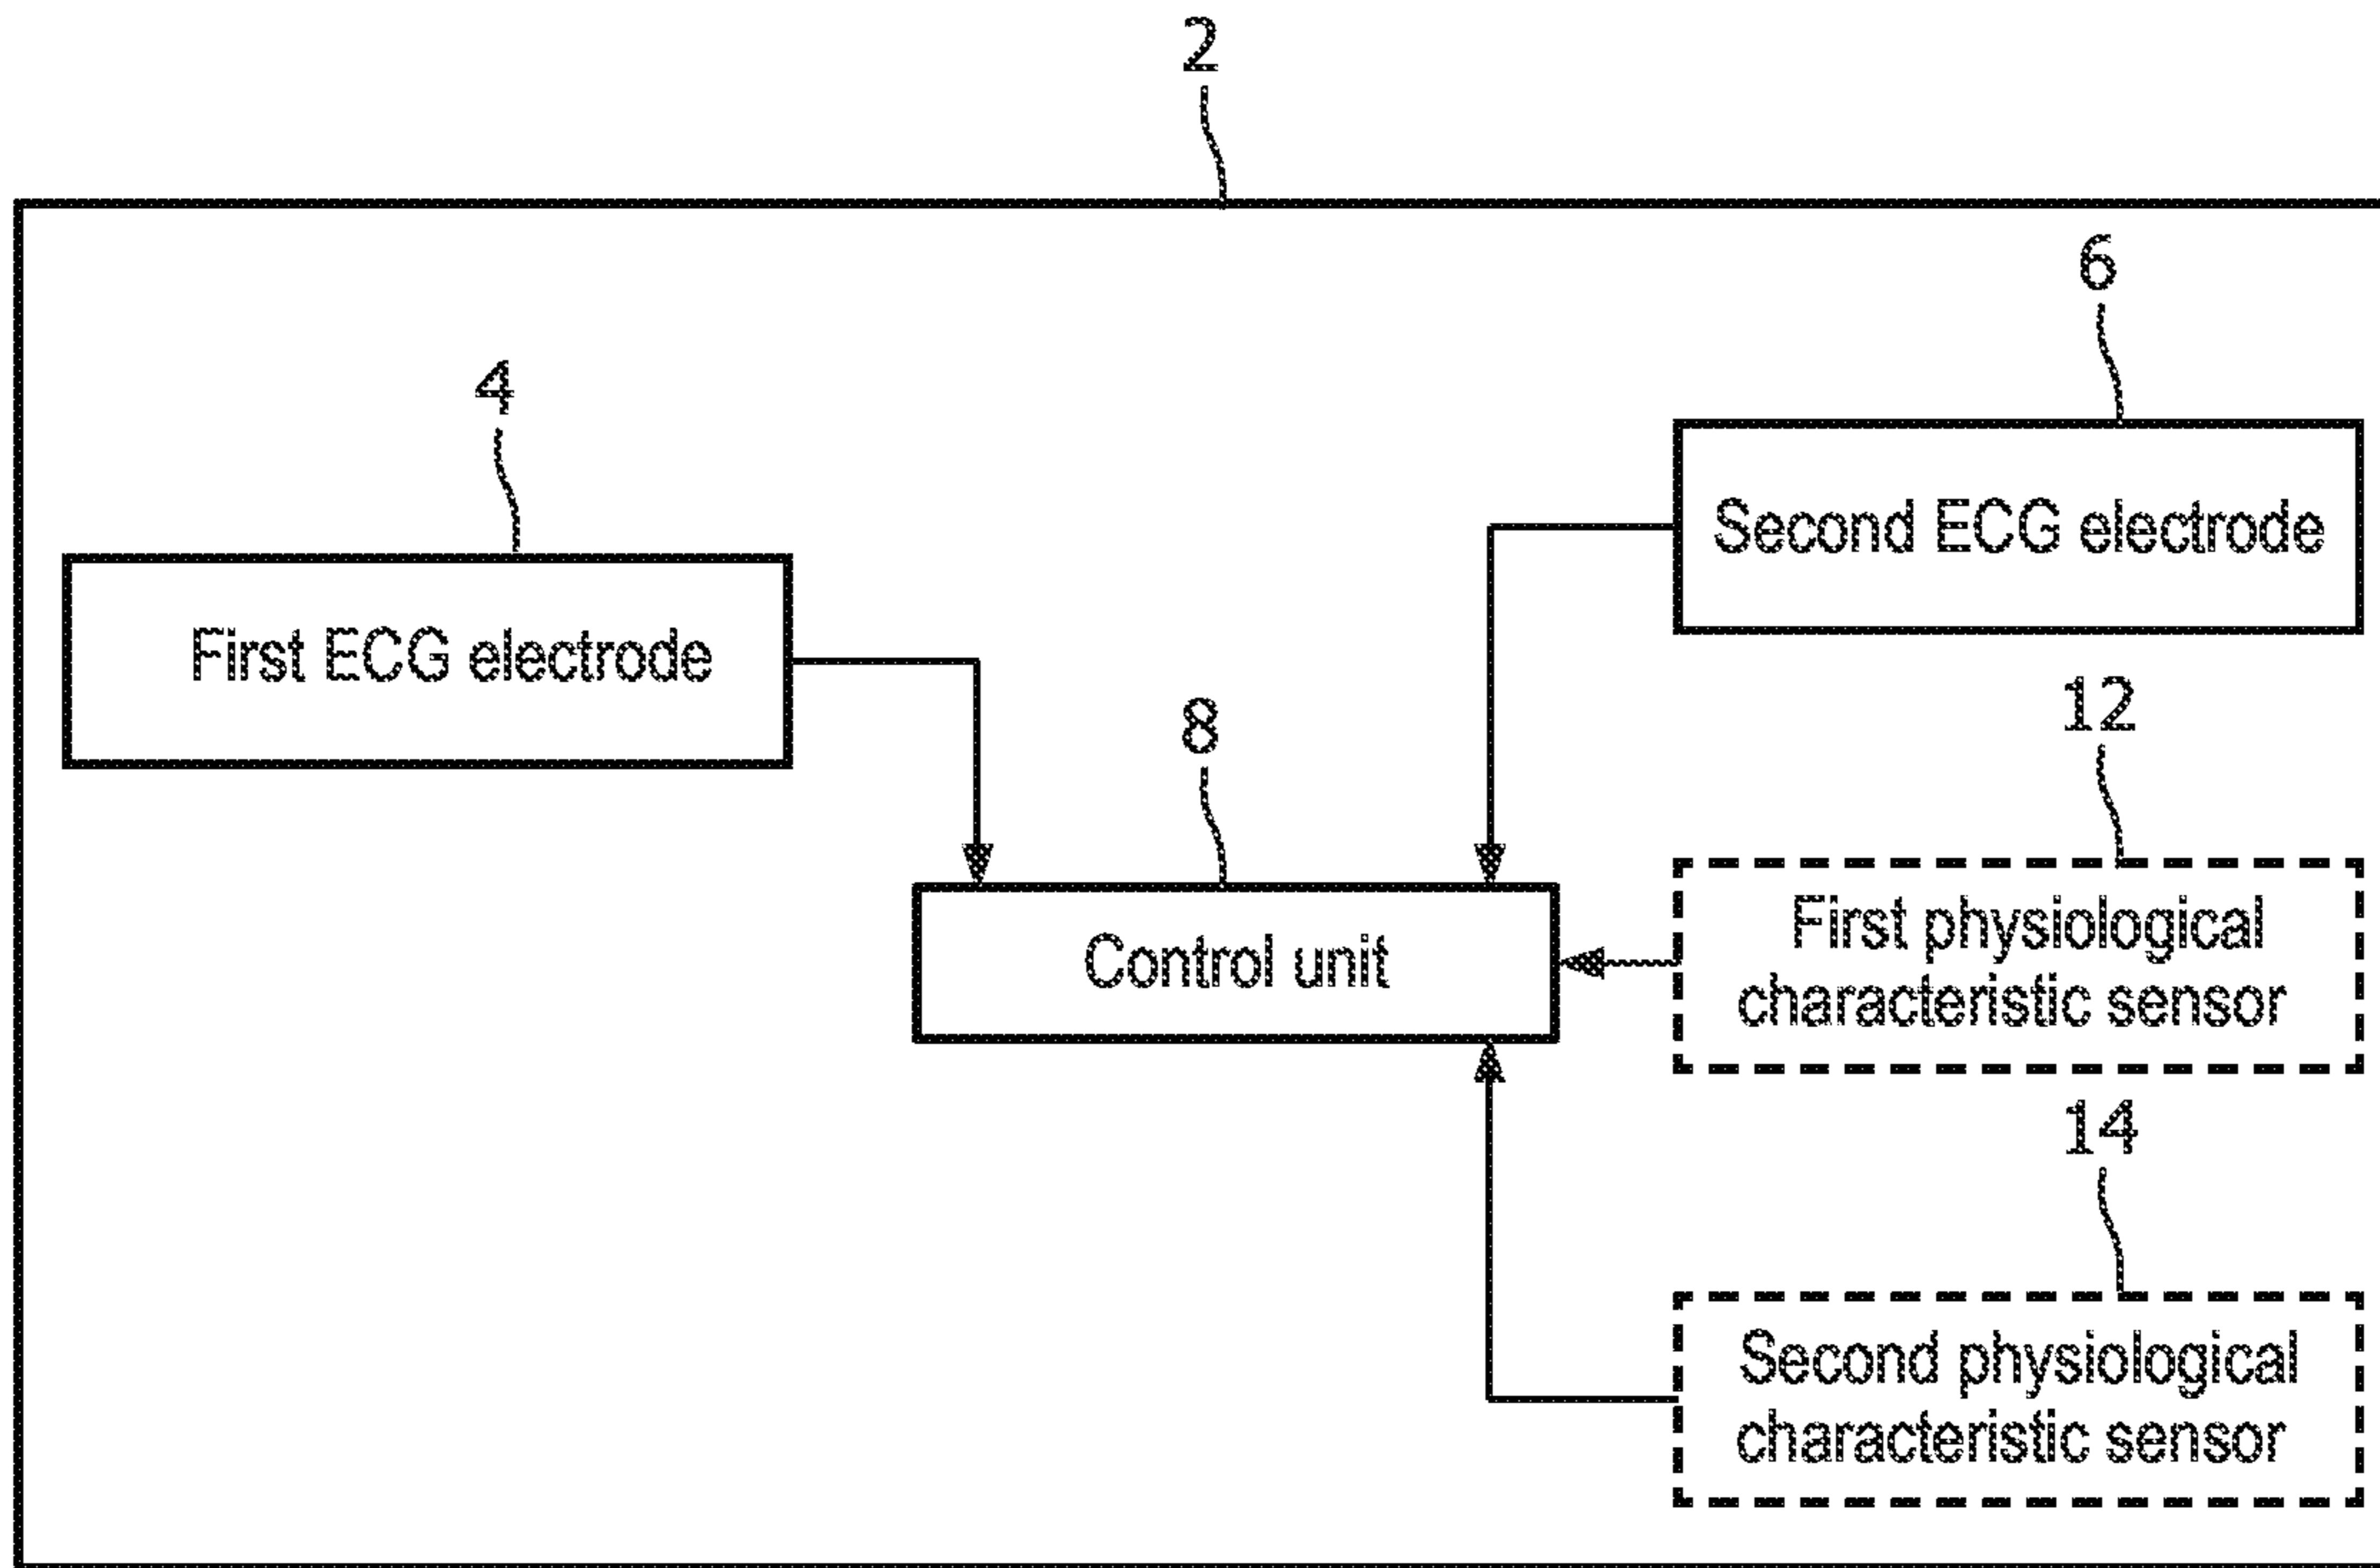 2
6
4
Second ECG electrode
First ECG electrode
12
8
First physiological
characteristic sensor
Control unit
14
Second physiological
characteristic sensor